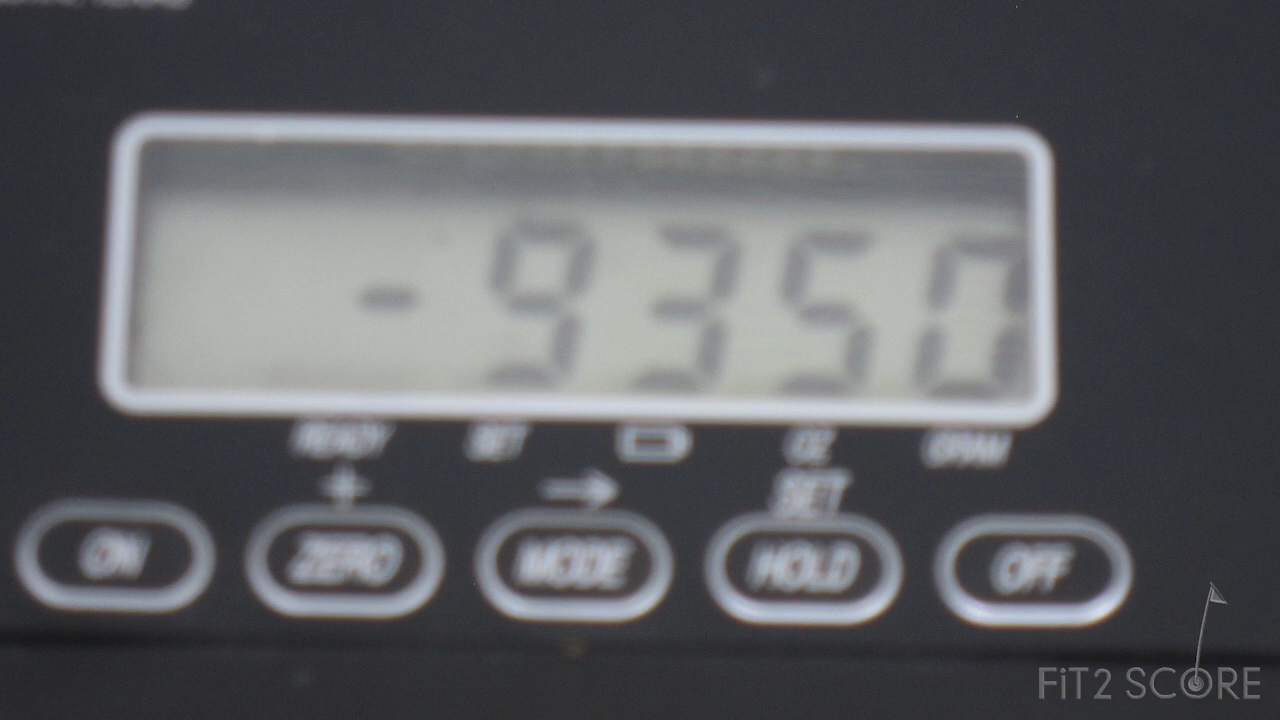 - 9350
READY SET OZ GRAM
+ → SET
ON ZERO MODE HOLD OFF
FiT2 SCORE